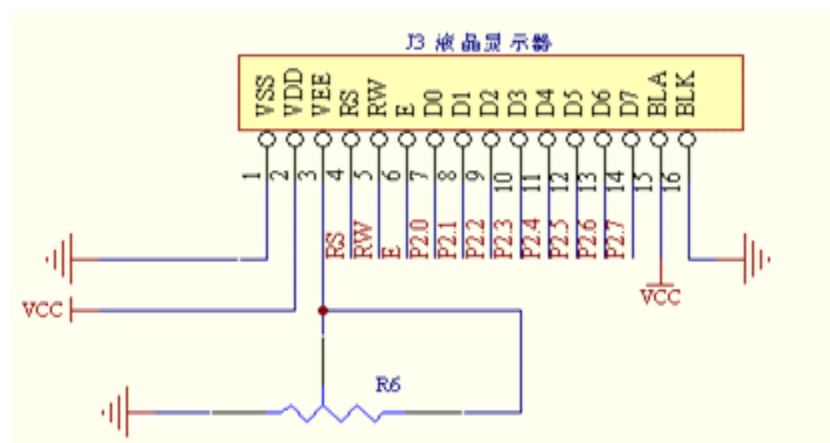 J3 液晶显示器
VSS VDD VEE RS RW E D0 D1 D2 D3 D4 D5 D6 D7 BLA BLK
1 2 3 4 5 6 7 8 9 10 11 12 13 14 15 16
RS RW E P2.0 P2.1 P2.2 P2.3 P2.4 P2.5 P2.6 P2.7
VCC
VCC
R6